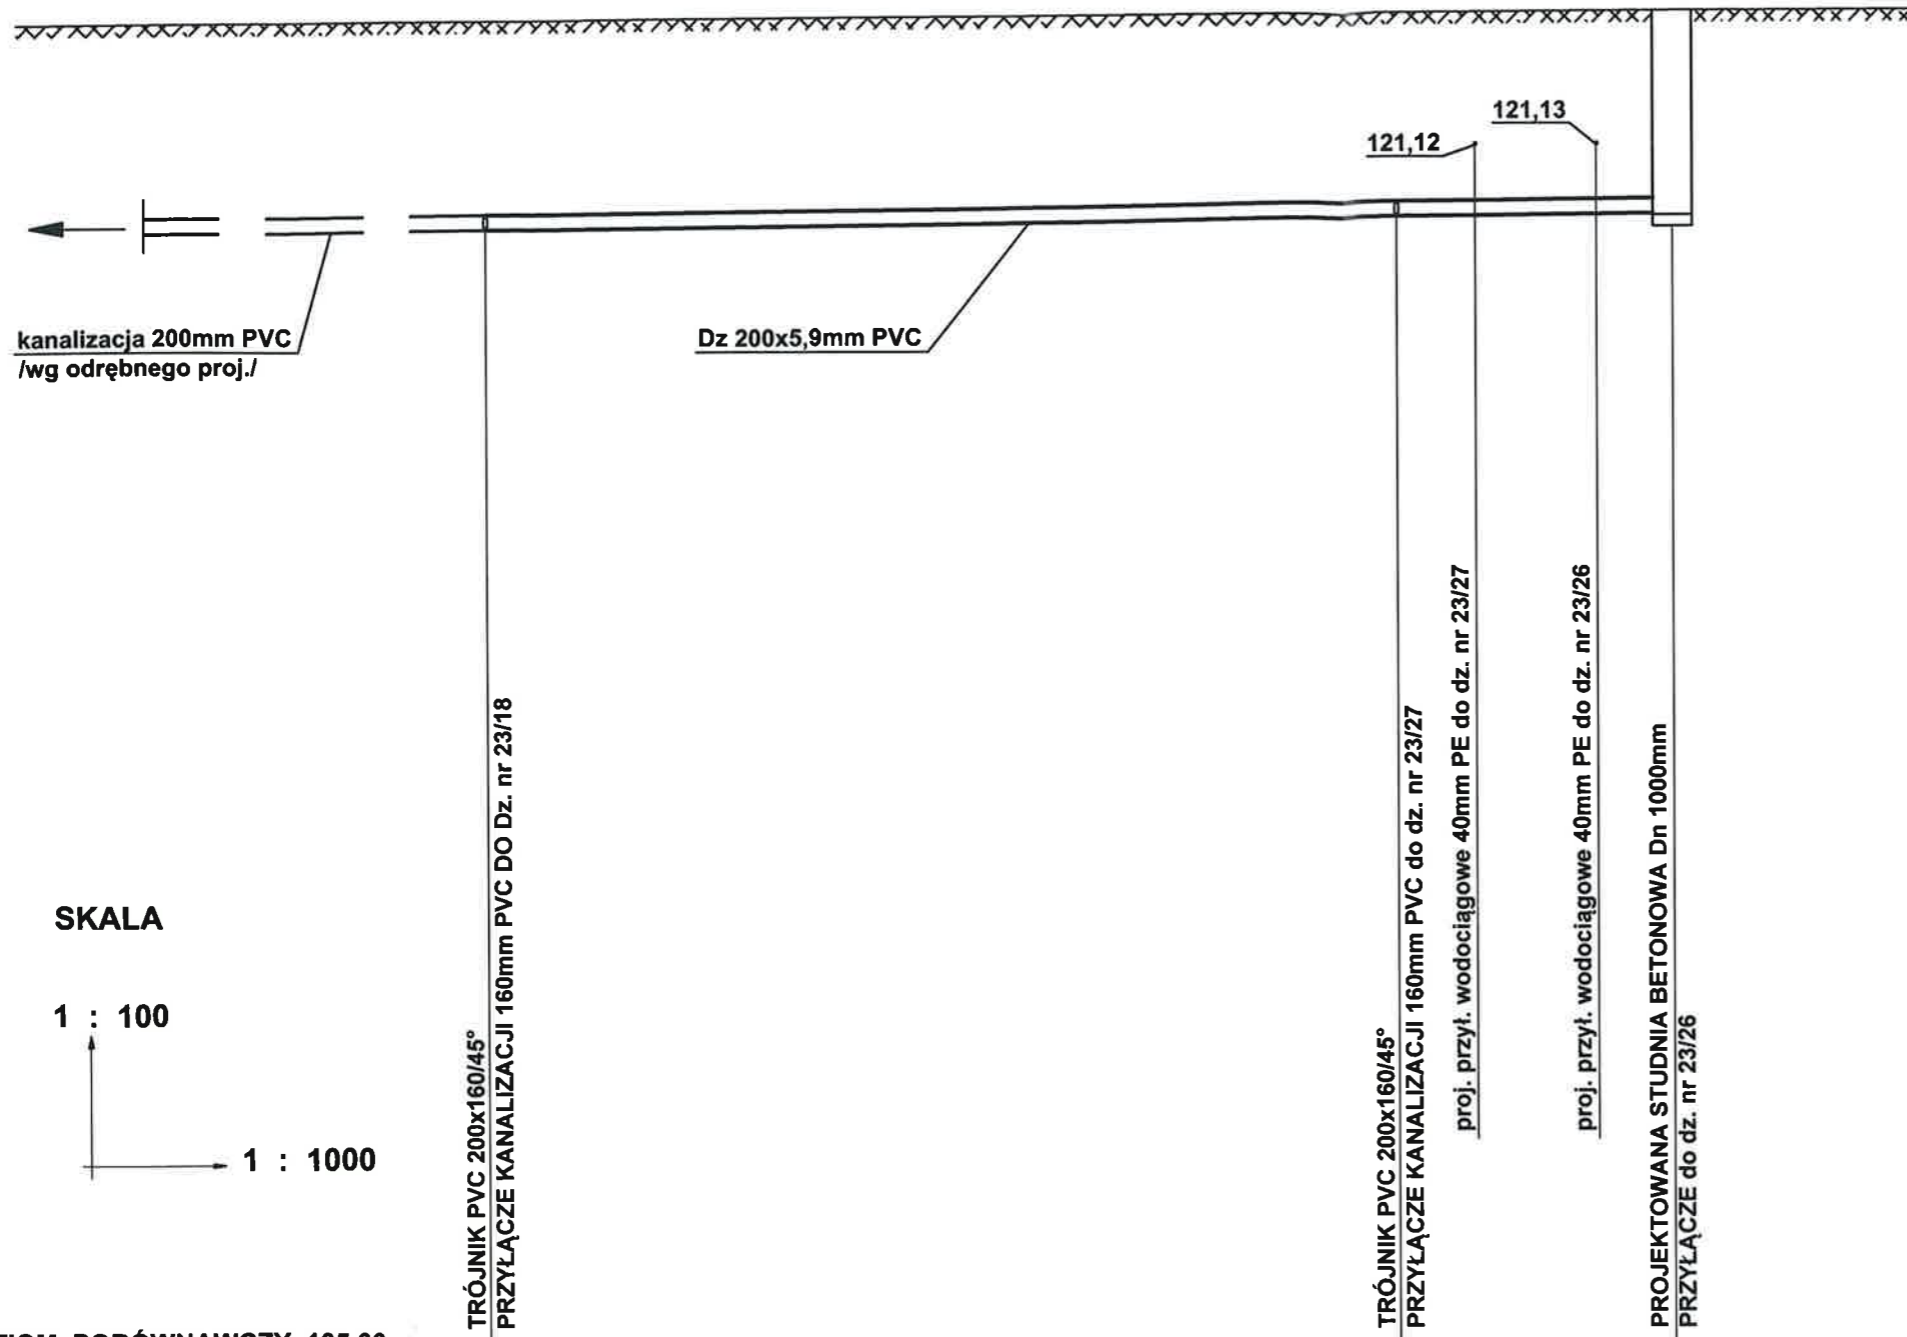 121,13
121,12
kanalizacja 200mm PVC
/wg odrębnego proj./
Dz 200x5,9mm PVC
TRÓJNIK PVC 200x160/45°
PRZYŁĄCZE KANALIZACJI 160mm PVC DO Dz. nr 23/18
TRÓJNIK PVC 200x160/45°
PRZYŁĄCZE KANALIZACJI 160mm PVC do dz. nr 23/27
proj. przył. wodociągowe 40mm PE do dz. nr 23/27
proj. przył. wodociągowe 40mm PE do dz. nr 23/26
PROJEKTOWANA STUDNIA BETONOWA Dn 1000mm
PRZYŁĄCZE do dz. nr 23/26
SKALA
1 : 100
1 : 1000
PORÓWNAWCZY